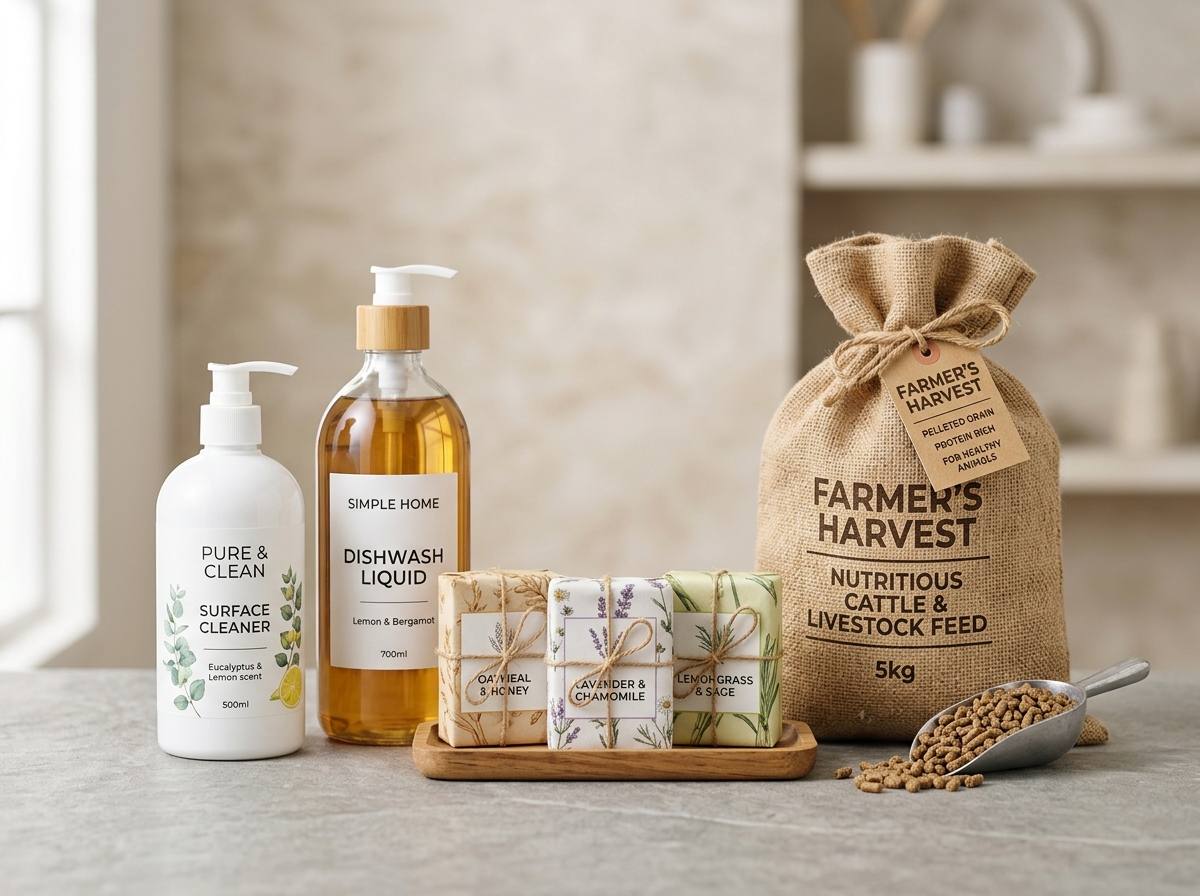 PURE &
CLEAN
SURFACE
CLEANER
Eucalyptus &
Lemon scent
500ml
SIMPLE HOME
DISHWASH
LIQUID
Lemon & Bergamot
700ml
OATMEAL
& HONEY
LAVENDER &
CHAMOMILE
LEMONGRASS
& SAGE
FARMER'S
HARVEST
PELLETED GRAIN
PROTEIN RICH
FOR HEALTHY
ANIMALS
FARMER'S
HARVEST
NUTRITIOUS
CATTLE &
LIVESTOCK FEED
5kg